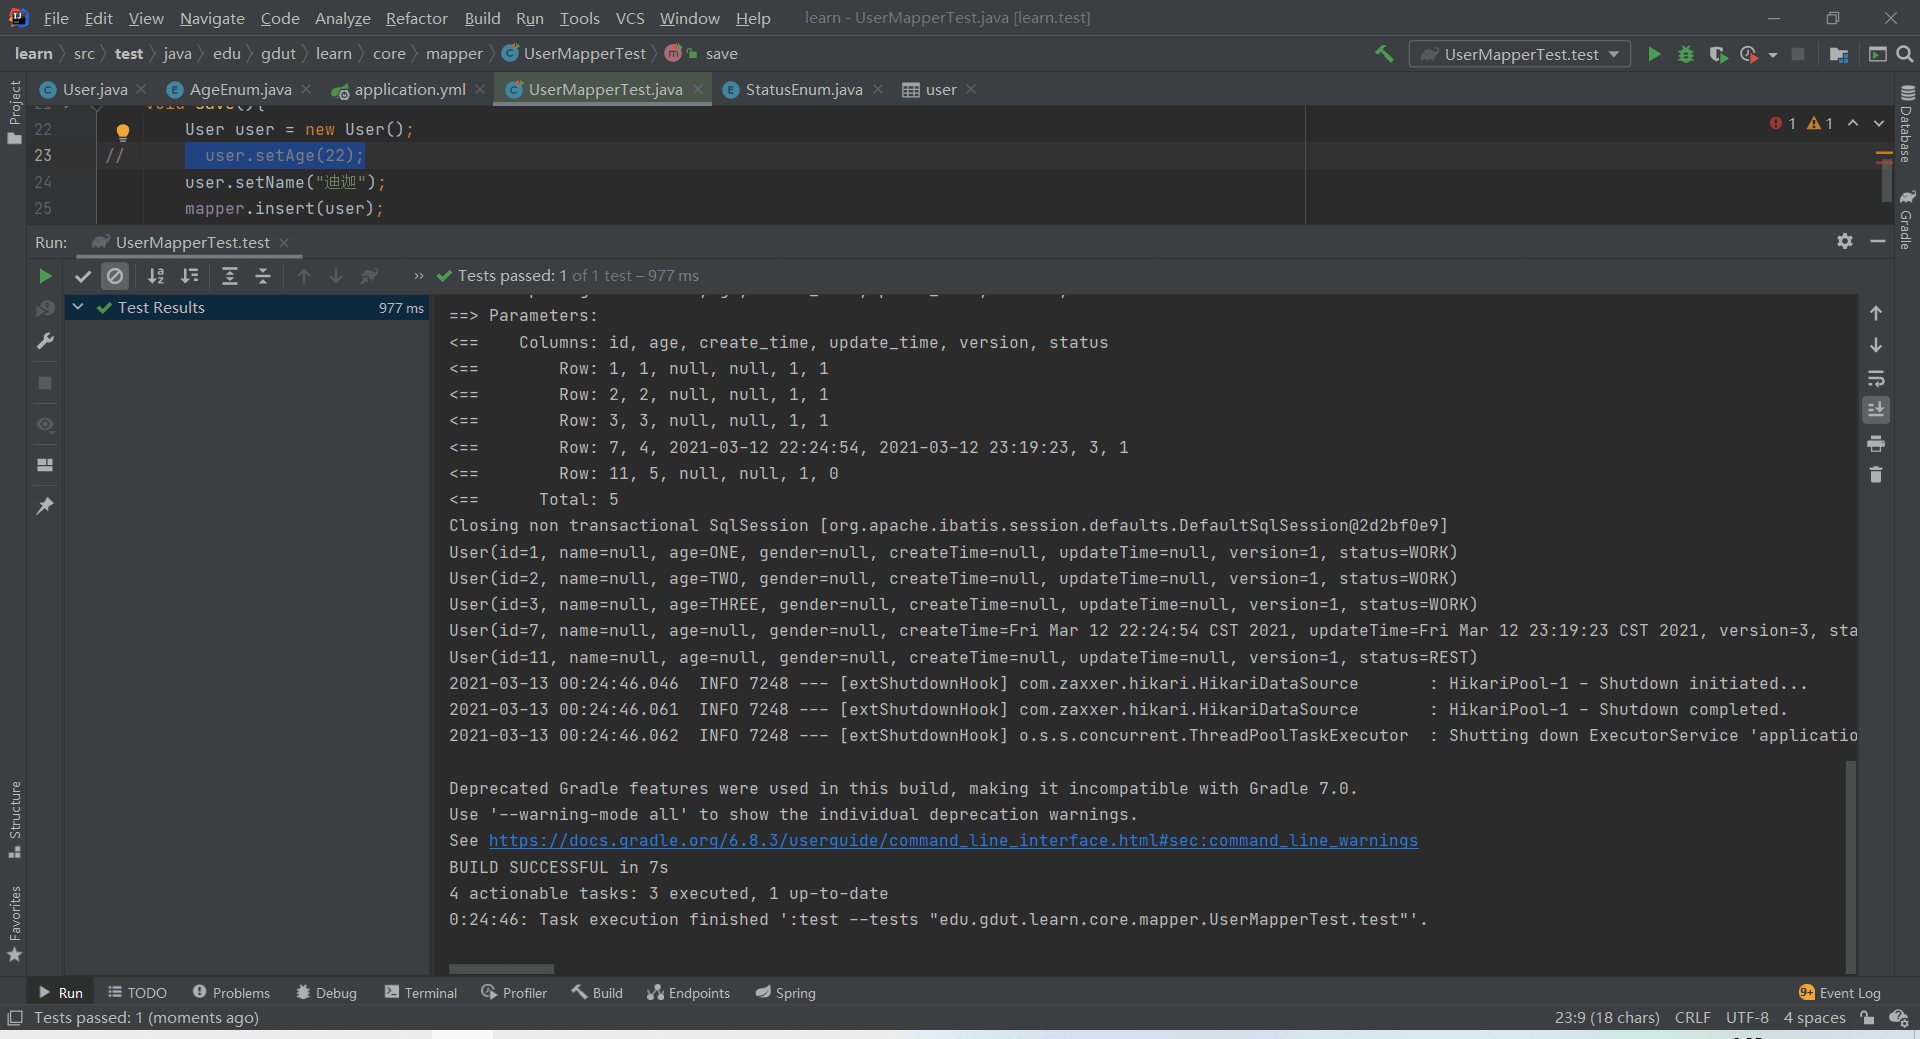 File Edit View Navigate Code Analyze Refactor Build Run Tools VCS Window Help learn - UserMapperTest.java [learn.test]
learn src test java edu gdut learn core mapper UserMapperTest save
UserMapperTest.test
User.java AgeEnum.java application.yml UserMapperTest.java StatusEnum.java user
Project
Database
Gradle
22 User user = new User();
1 1
23 // user.setAge(22);
24 user.setName("迪迦");
25 mapper.insert(user);
Run: UserMapperTest.test
Tests passed: 1 of 1 test – 977 ms
Test Results 977 ms
==> Parameters:
<== Columns: id, age, create_time, update_time, version, status
<== Row: 1, 1, null, null, 1, 1
<== Row: 2, 2, null, null, 1, 1
<== Row: 3, 3, null, null, 1, 1
<== Row: 7, 4, 2021-03-12 22:24:54, 2021-03-12 23:19:23, 3, 1
<== Row: 11, 5, null, null, 1, 0
<== Total: 5
Closing non transactional SqlSession [org.apache.ibatis.session.defaults.DefaultSqlSession@2d2bf0e9]
User(id=1, name=null, age=ONE, gender=null, createTime=null, updateTime=null, version=1, status=WORK)
User(id=2, name=null, age=TWO, gender=null, createTime=null, updateTime=null, version=1, status=WORK)
User(id=3, name=null, age=THREE, gender=null, createTime=null, updateTime=null, version=1, status=WORK)
User(id=7, name=null, age=null, gender=null, createTime=Fri Mar 12 22:24:54 CST 2021, updateTime=Fri Mar 12 23:19:23 CST 2021, version=3, sta
User(id=11, name=null, age=null, gender=null, createTime=null, updateTime=null, version=1, status=REST)
2021-03-13 00:24:46.046 INFO 7248 --- [extShutdownHook] com.zaxxer.hikari.HikariDataSource : HikariPool-1 - Shutdown initiated...
2021-03-13 00:24:46.061 INFO 7248 --- [extShutdownHook] com.zaxxer.hikari.HikariDataSource : HikariPool-1 - Shutdown completed.
2021-03-13 00:24:46.062 INFO 7248 --- [extShutdownHook] o.s.s.concurrent.ThreadPoolTaskExecutor : Shutting down ExecutorService 'applicatio
Deprecated Gradle features were used in this build, making it incompatible with Gradle 7.0.
Use '--warning-mode all' to show the individual deprecation warnings.
See https://docs.gradle.org/6.8.3/userguide/command_line_interface.html#sec:command_line_warnings
BUILD SUCCESSFUL in 7s
4 actionable tasks: 3 executed, 1 up-to-date
0:24:46: Task execution finished ':test --tests "edu.gdut.learn.core.mapper.UserMapperTest.test"'.
Structure
Favorites
Run TODO Problems Debug Terminal Profiler Build Endpoints Spring 9+ Event Log
Tests passed: 1 (moments ago) 23:9 (18 chars) CRLF UTF-8 4 spaces